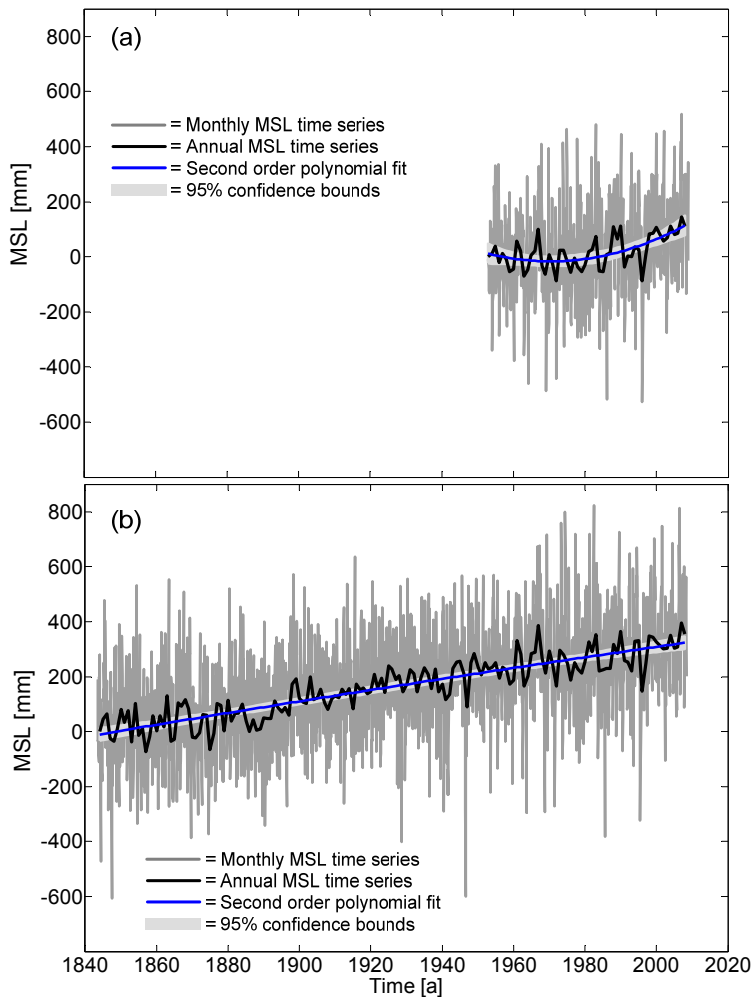 (a)
800
600
400
200
0
-200
-400
-600
MSL [mm]
= Monthly MSL time series
= Annual MSL time series
= Second order polynomial fit
= 95% confidence bounds
(b)
800
600
400
200
0
-200
-400
-600
MSL [mm]
= Monthly MSL time series
= Annual MSL time series
= Second order polynomial fit
= 95% confidence bounds
1840 1860 1880 1900 1920 1940 1960 1980 2000 2020
Time [a]